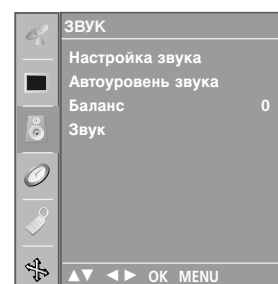 ЗВУК
Настройка звука
Автоуровень звука
Баланс 0
Звук
▲▼ ◄► OK MENU